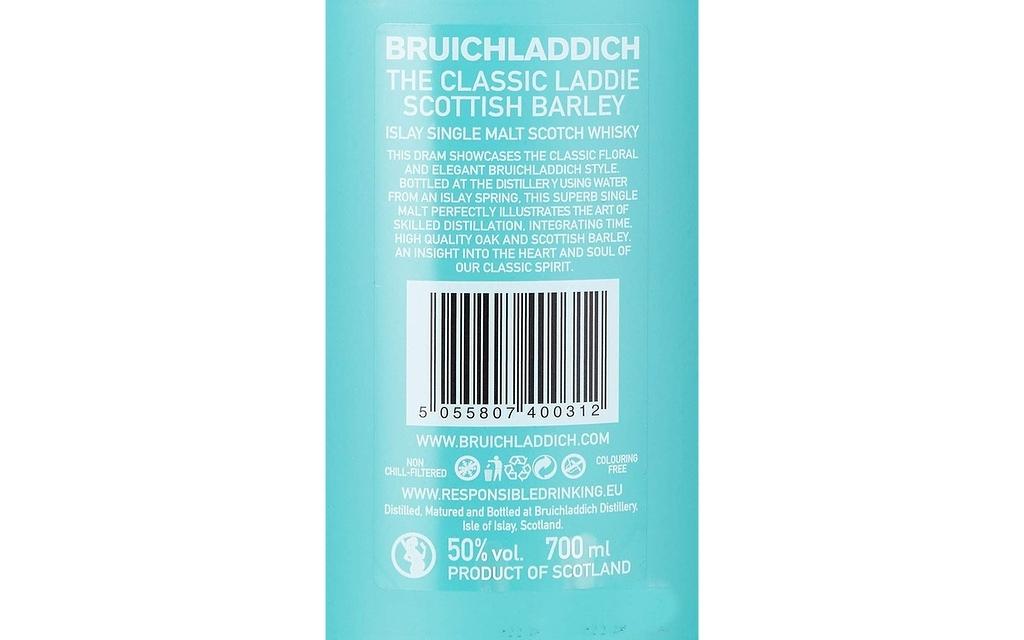 BRUICHLADDICH
THE CLASSIC LADDIE
SCOTTISH BARLEY
ISLAY SINGLE MALT SCOTCH WHISKY
THIS DRAM SHOWCASES THE CLASSIC FLORAL
AND ELEGANT BRUICHLADDICH STYLE.
BOTTLED AT THE DISTILLERY USING WATER
FROM AN ISLAY SPRING, THIS SUPERB SINGLE
MALT PERFECTLY ILLUSTRATES THE ART OF
SKILLED DISTILLATION, INTEGRATING TIME,
HIGH QUALITY OAK AND SCOTTISH BARLEY.
AN INSIGHT INTO THE HEART AND SOUL OF
OUR CLASSIC SPIRIT.
5 055807 400312
WWW.BRUICHLADDICH.COM
NON
CHILL-FILTERED
COLOURING
FREE
WWW.RESPONSIBLEDRINKING.EU
Distilled, Matured and Bottled at Bruichladdich Distillery,
Isle of Islay, Scotland.
50% vol. 700 ml
PRODUCT OF SCOTLAND